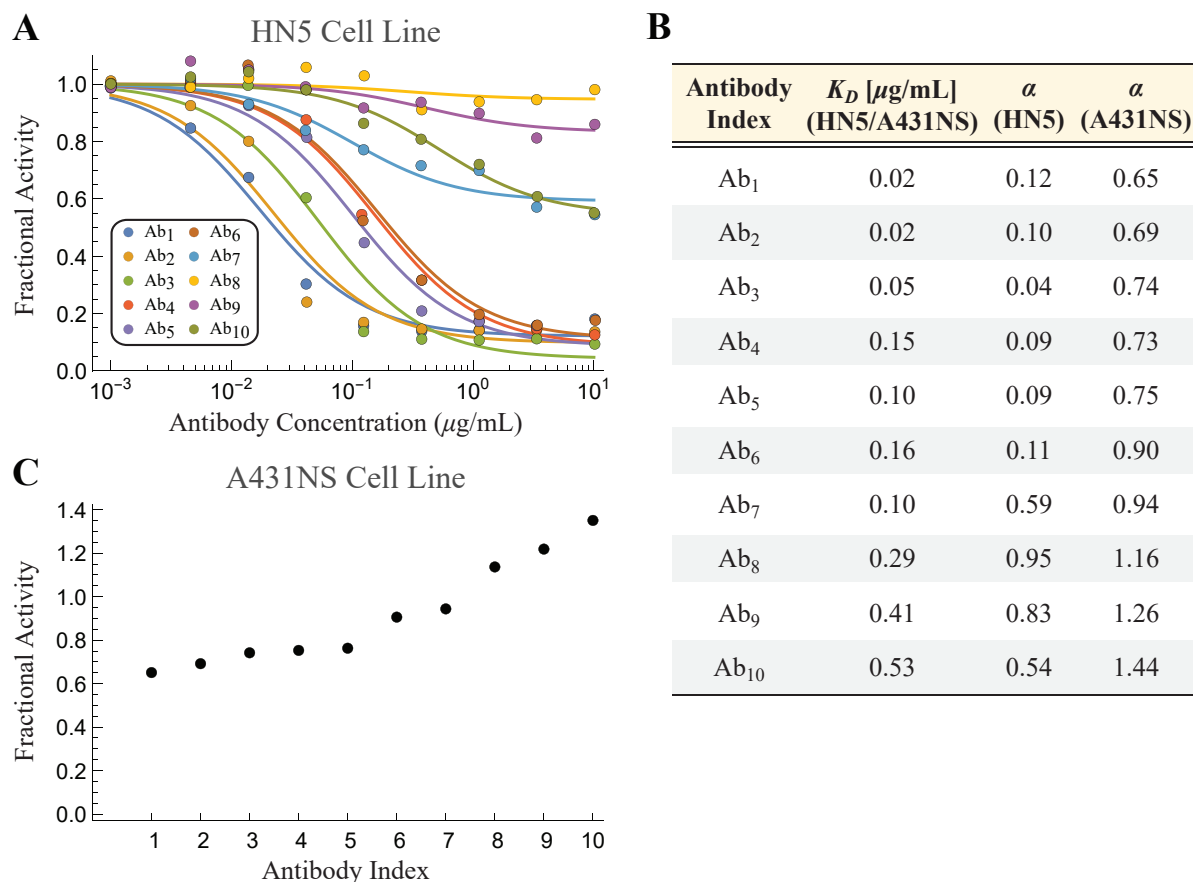 A
HN5 Cell Line
Fractional Activity
1.0
0.8
0.6
0.4
0.2
0.0
Ab1 Ab6
Ab2 Ab7
Ab3 Ab8
Ab4 Ab9
Ab5 Ab10
10⁻³ 10⁻² 10⁻¹ 10⁰ 10¹
Antibody Concentration (μg/mL)
B
Antibody Index K_D [μg/mL] (HN5/A431NS) α (HN5) α (A431NS)
Ab1 0.02 0.12 0.65
Ab2 0.02 0.10 0.69
Ab3 0.05 0.04 0.74
Ab4 0.15 0.09 0.73
Ab5 0.10 0.09 0.75
Ab6 0.16 0.11 0.90
Ab7 0.10 0.59 0.94
Ab8 0.29 0.95 1.16
Ab9 0.41 0.83 1.26
Ab10 0.53 0.54 1.44
C
A431NS Cell Line
Fractional Activity
1.4
1.2
1.0
0.8
0.6
0.4
0.2
0.0
1 2 3 4 5 6 7 8 9 10
Antibody Index